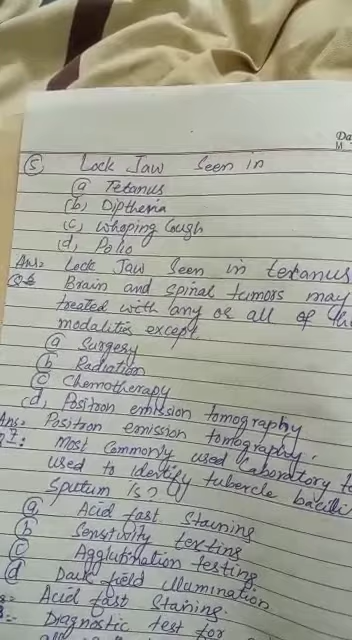 Da
M
(5) Lock Jaw Seen in
(a) Tetanus
(b) Diptheria
(c) Whoping Cough
(d) Polio
Ans= Lock Jaw Seen in tetanus
Q6 Brain and spinal tumors may
treated with any or all of the
modalities except.
(a) Surgery
(b) Radiation
(c) Chemotherapy
(d) Positron emission tomography
Ans= Positron emission tomography.
7: Most commonly used Laboratory
used to identify tubercle bacilli
Sputum is?
(a) Acid fast Staining
(b) Sensitivity testing
(c) Agglutination testing
(d) Dark field illumination
Acid fast Staining.
Diagnostic test for